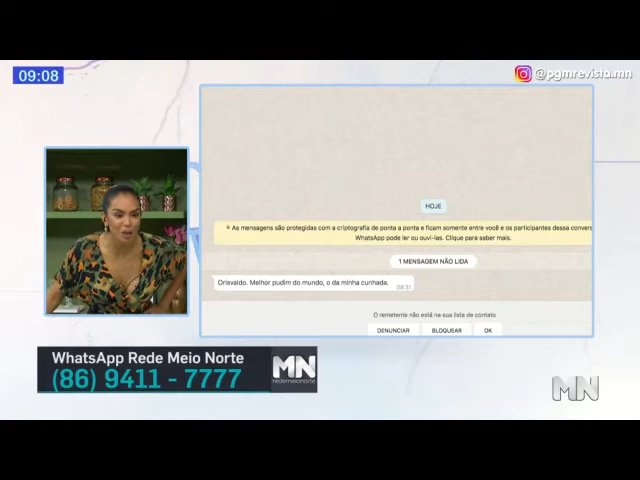 09:08
@pgmrevista.mn
HOJE
As mensagens são protegidas com a criptografia de ponta a ponta e ficam somente entre você e os participantes dessa conver
WhatsApp pode ler ou ouvi-las. Clique para saber mais.
1 MENSAGEM NÃO LIDA
Orisvaldo. Melhor pudim do mundo, o da minha cunhada.
08:31
O remetente não está na sua lista de contato
DENUNCIAR BLOQUEAR OK
WhatsApp Rede Meio Norte
(86) 9411 - 7777
MN
redemeionorte
MN